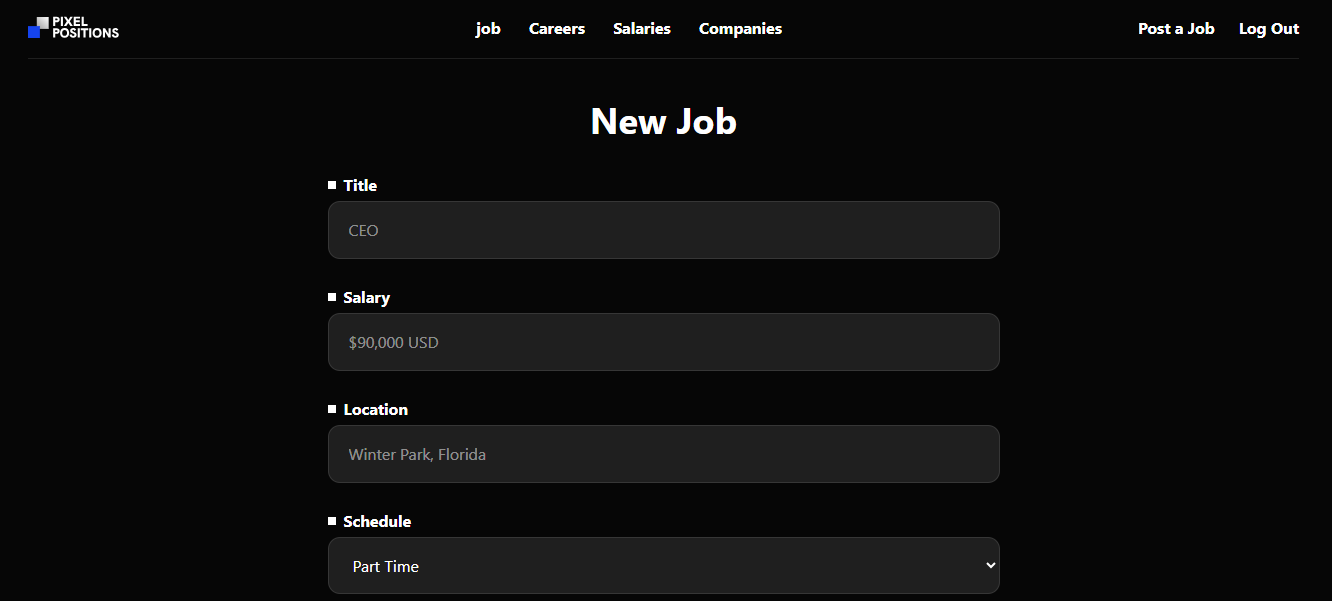 PIXEL
POSITIONS
job Careers Salaries Companies
Post a Job Log Out
New Job
Title
CEO
Salary
$90,000 USD
Location
Winter Park, Florida
Schedule
Part Time